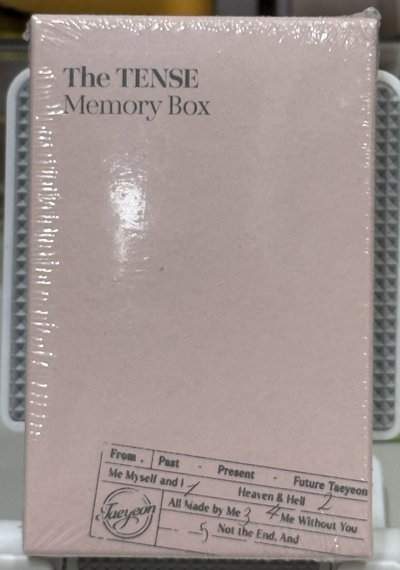 The TENSE
Memory Box
From. Past - Present - Future Taeyeon
Me Myself and I 1 Heaven & Hell 2
All Made by Me 3 4 Me Without You
5 Not the End, And
Taeyeon